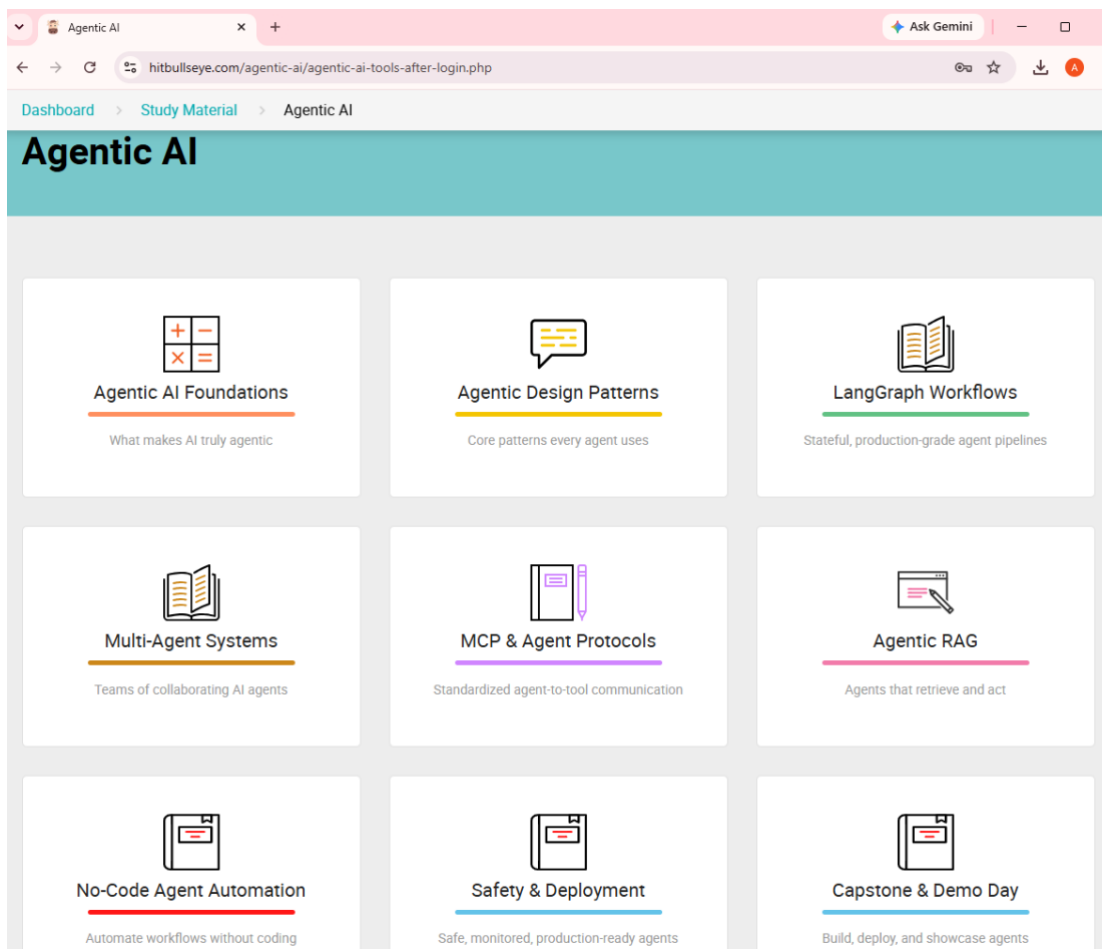 Agentic AI
Ask Gemini
hitbullseye.com/agentic-ai/agentic-ai-tools-after-login.php
A
Dashboard > Study Material > Agentic AI
Agentic AI
Agentic AI Foundations
What makes AI truly agentic
Agentic Design Patterns
Core patterns every agent uses
LangGraph Workflows
Stateful, production-grade agent pipelines
Multi-Agent Systems
Teams of collaborating AI agents
MCP & Agent Protocols
Standardized agent-to-tool communication
Agentic RAG
Agents that retrieve and act
No-Code Agent Automation
Automate workflows without coding
Safety & Deployment
Safe, monitored, production-ready agents
Capstone & Demo Day
Build, deploy, and showcase agents